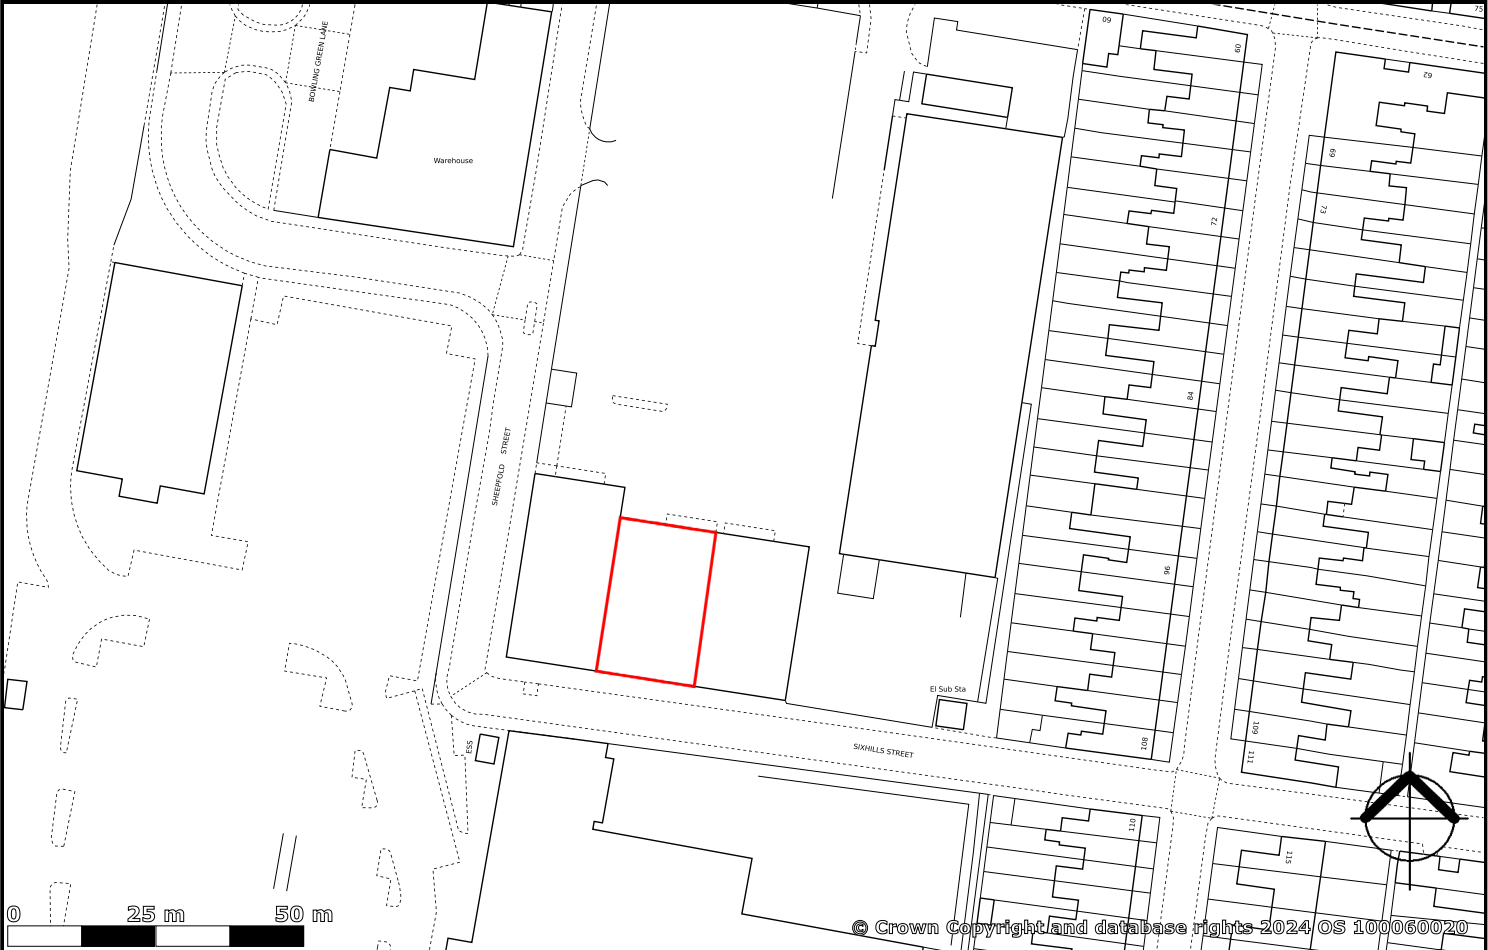 75
60
60
62
BOWLING GREEN LANE
Warehouse
69
72
73
84
SHEEPFOLD STREET
96
El Sub Sta
ESS
SIXHILLS STREET
108
109
111
110
115
0 25 m 50 m
© Crown Copyright and database rights 2024 OS 100060020